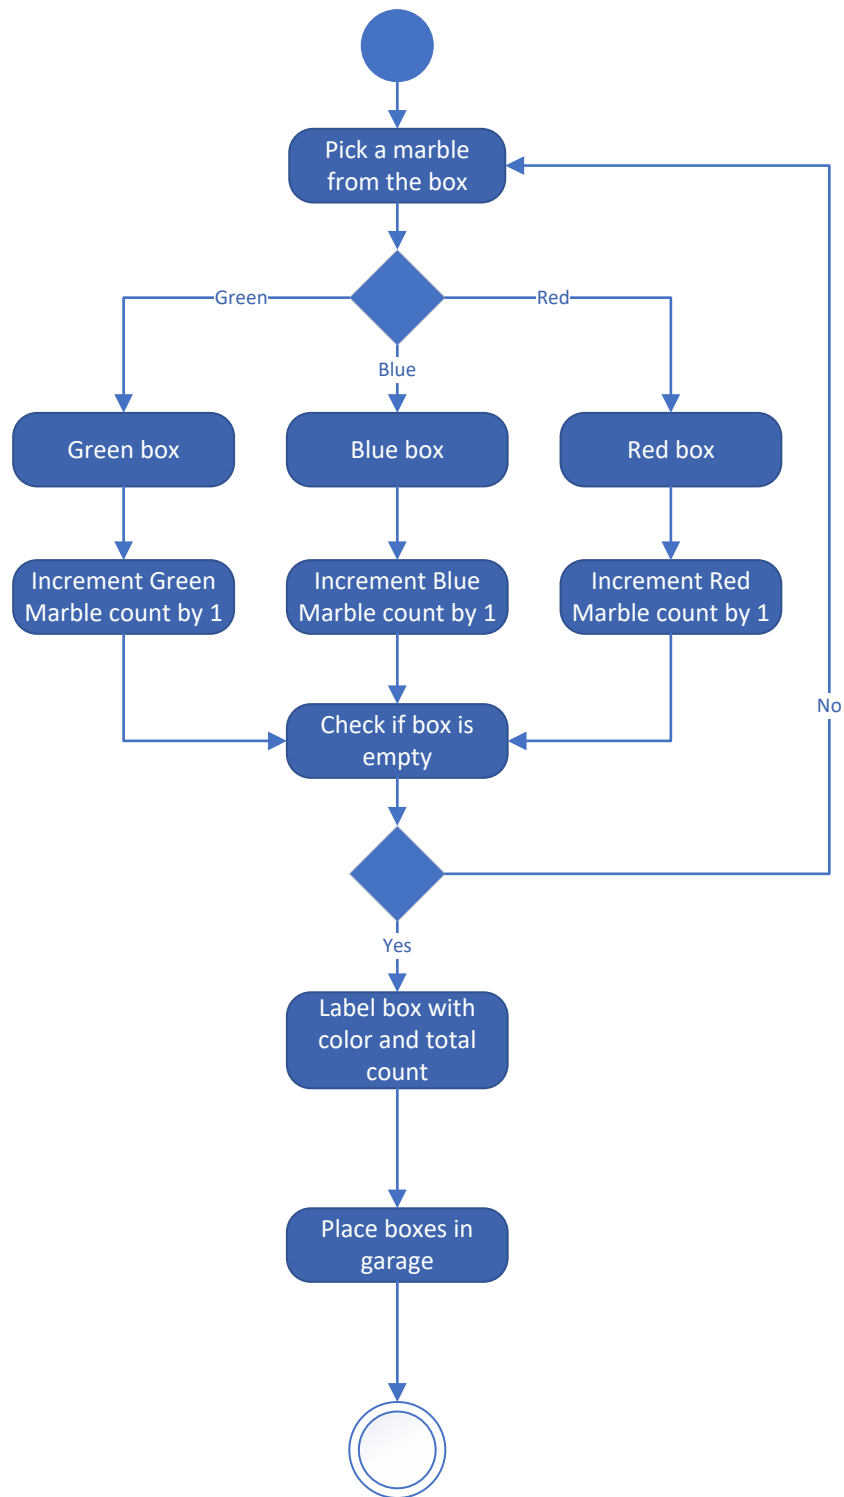 Pick a marble
from the box
Green
Red
Blue
Green box
Blue box
Red box
Increment Green
Marble count by 1
Increment Blue
Marble count by 1
Increment Red
Marble count by 1
No
Check if box is
empty
Yes
Label box with
color and total
count
Place boxes in
garage